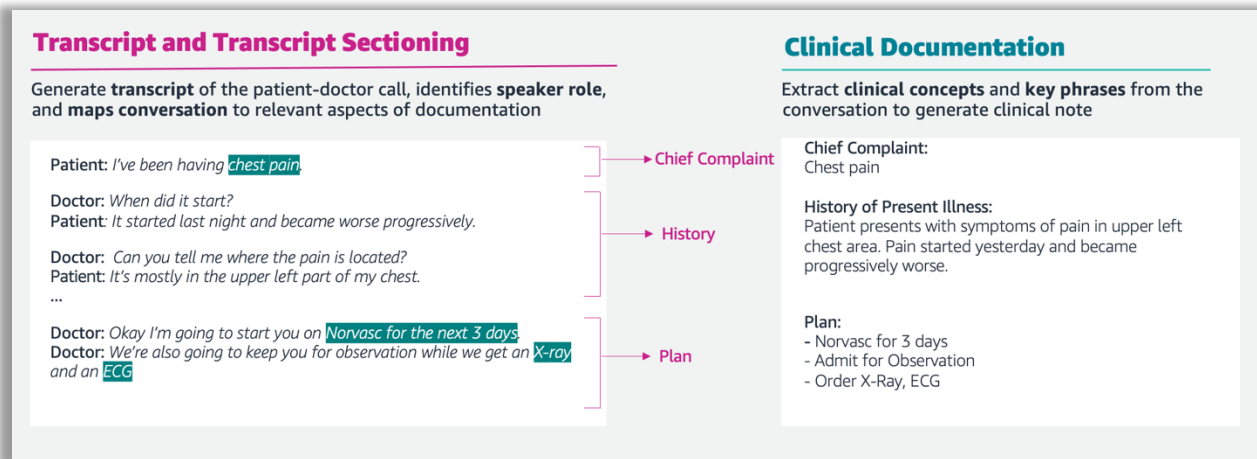 Transcript and Transcript Sectioning
Generate transcript of the patient-doctor call, identifies speaker role,
and maps conversation to relevant aspects of documentation
Patient: I've been having chest pain.
Doctor: When did it start?
Patient: It started last night and became worse progressively.
Doctor: Can you tell me where the pain is located?
Patient: It's mostly in the upper left part of my chest.
...
Doctor: Okay I'm going to start you on Norvasc for the next 3 days.
Doctor: We're also going to keep you for observation while we get an X-ray
and an ECG
Chief Complaint
History
Plan
Clinical Documentation
Extract clinical concepts and key phrases from the
conversation to generate clinical note
Chief Complaint:
Chest pain
History of Present Illness:
Patient presents with symptoms of pain in upper left
chest area. Pain started yesterday and became
progressively worse.
Plan:
- Norvasc for 3 days
- Admit for Observation
- Order X-Ray, ECG